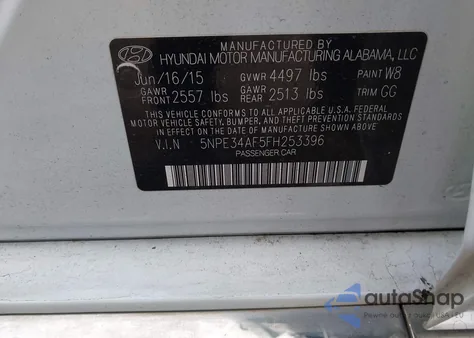 MANUFACTURED BY
HYUNDAI MOTOR MANUFACTURING ALABAMA, LLC
Jun/16/15 GVWR 4497 lbs PAINT W8
GAWR FRONT 2557 lbs GAWR REAR 2513 lbs TRIM GG
THIS VEHICLE CONFORMS TO ALL APPLICABLE U.S.A. FEDERAL
MOTOR VEHICLE SAFETY, BUMPER, AND THEFT PREVENTION STANDARDS
IN EFFECT ON THE DATE OF MANUFACTURE SHOWN ABOVE.
V.I.N 5NPE34AF5FH253396
PASSENGER CAR
autoSnap
Pewne auto z